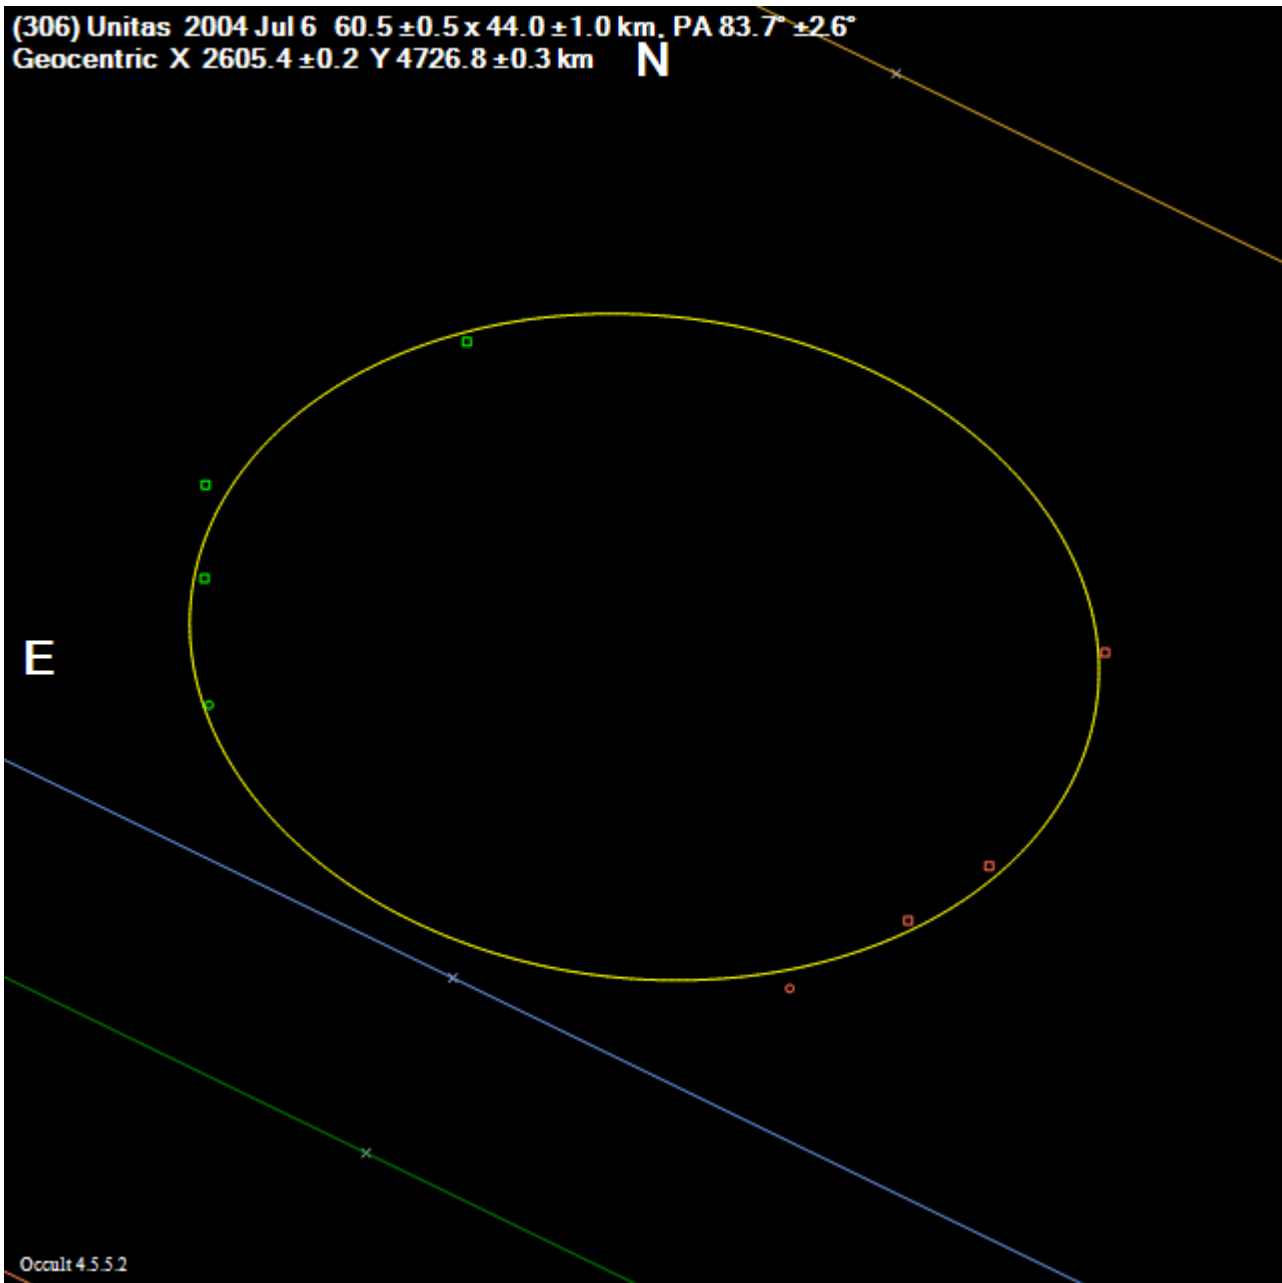 (306) Unitas 2004 Jul 6 60.5 ±0.5 x 44.0 ±1.0 km, PA 83.7° ±2.6°
Geocentric X 2605.4 ±0.2 Y 4726.8 ±0.3 km
N
E
Occult 4.5.5.2